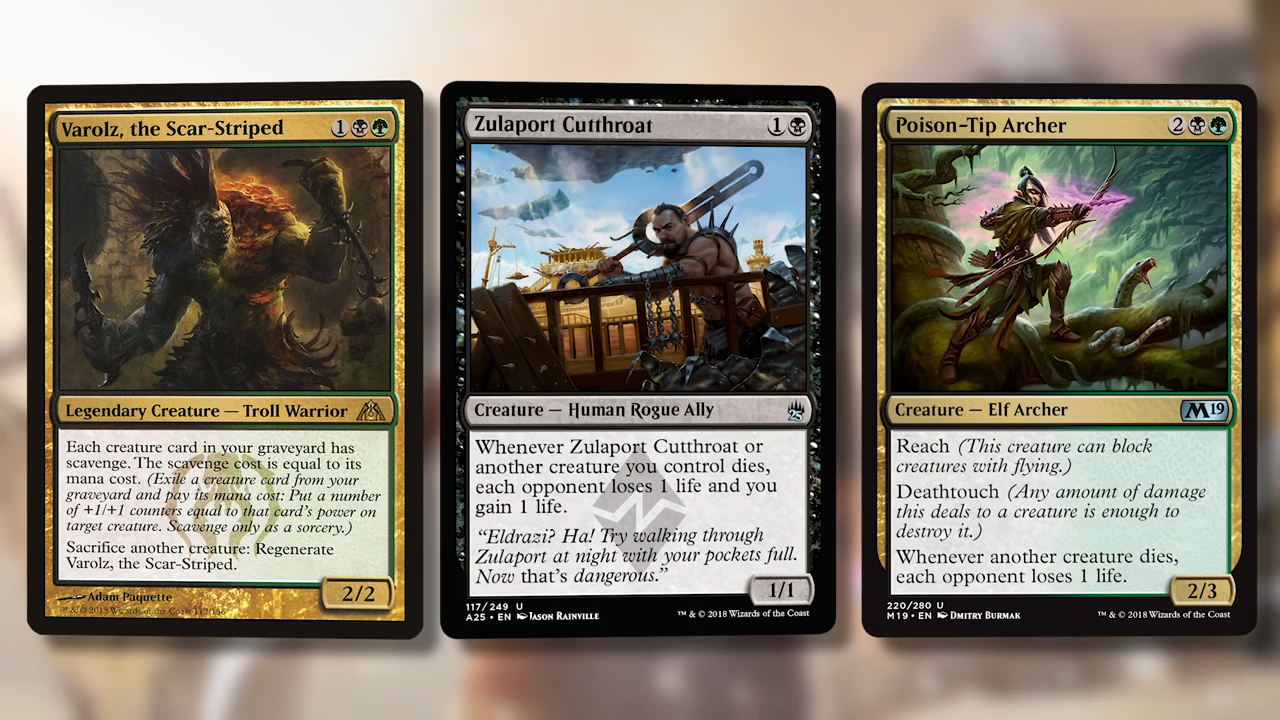 Varolz, the Scar-Striped 1
Legendary Creature — Troll Warrior
Each creature card in your graveyard has
scavenge. The scavenge cost is equal to its
mana cost. (Exile a creature card from your
graveyard and pay its mana cost: Put a number
of +1/+1 counters equal to that card's power on
target creature. Scavenge only as a sorcery.)
Sacrifice another creature: Regenerate
Varolz, the Scar-Striped.
2/2
Adam Paquette
Zulaport Cutthroat 1
Creature — Human Rogue Ally
25
Whenever Zulaport Cutthroat or
another creature you control dies,
each opponent loses 1 life and you
gain 1 life.
“Eldrazi? Ha! Try walking through
Zulaport at night with your pockets full.
Now that's dangerous.”
1/1
117/249 U
A25 • EN Jason Rainville
™ & © 2018 Wizards of the Coast
Poison-Tip Archer 2
Creature — Elf Archer
M19
Reach (This creature can block
creatures with flying.)
Deathtouch (Any amount of damage
this deals to a creature is enough to
destroy it.)
Whenever another creature dies,
each opponent loses 1 life.
2/3
220/280 U
M19 • EN Dmitry Burmak
™ & © 2018 Wizards of the Coast